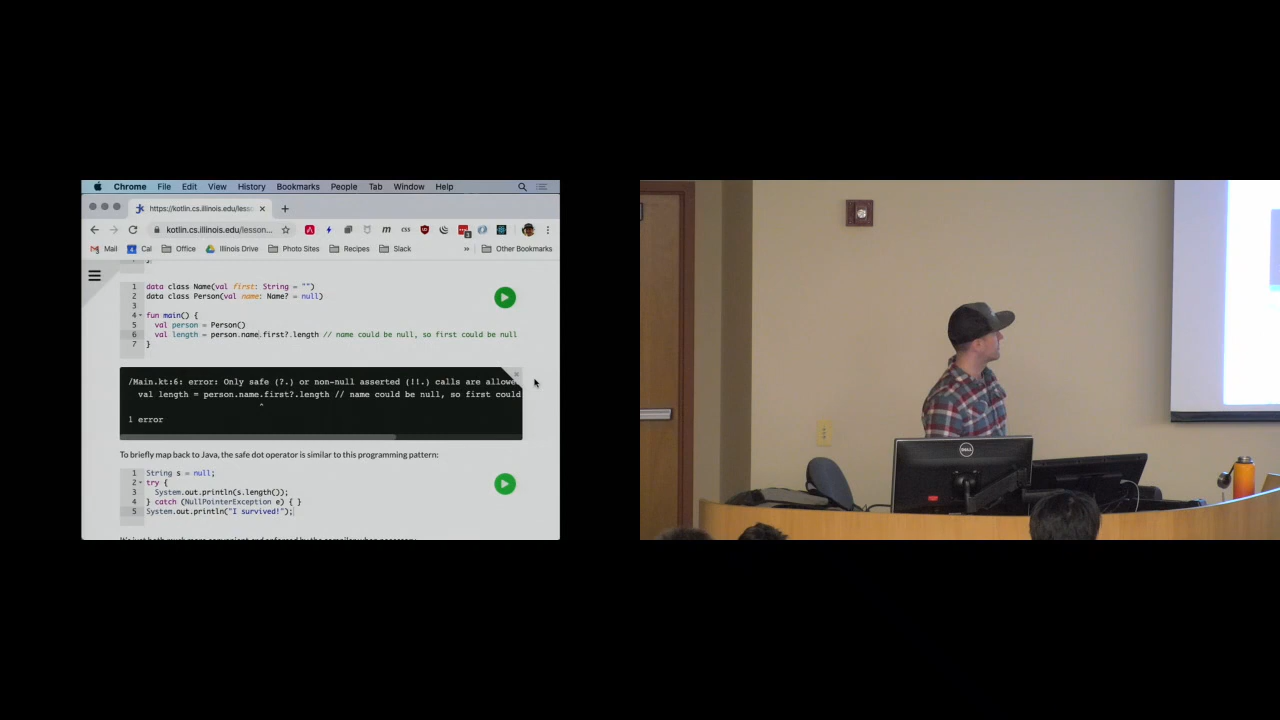 Chrome File Edit View History Bookmarks People Tab Window Help
https://kotlin.cs.illinois.edu/less
kotlin.cs.illinois.edu/lesson...
Mail Cal Office Illinois Drive Photo Sites Recipes Slack » Other Bookmarks
1 data class Name(val first: String = "")
2 data class Person(val name: Name? = null)
3
4 fun main() {
5 val person = Person()
6 val length = person.name.first?.length // name could be null, so first could be null
7 }
/Main.kt:6: error: Only safe (?.) or non-null asserted (!!.) calls are allowe
val length = person.name.first?.length // name could be null, so first could
^
1 error
To briefly map back to Java, the safe dot operator is similar to this programming pattern:
1 String s = null;
2 try {
3 System.out.println(s.length());
4 } catch (NullPointerException e) { }
5 System.out.println("I survived!");
DELL